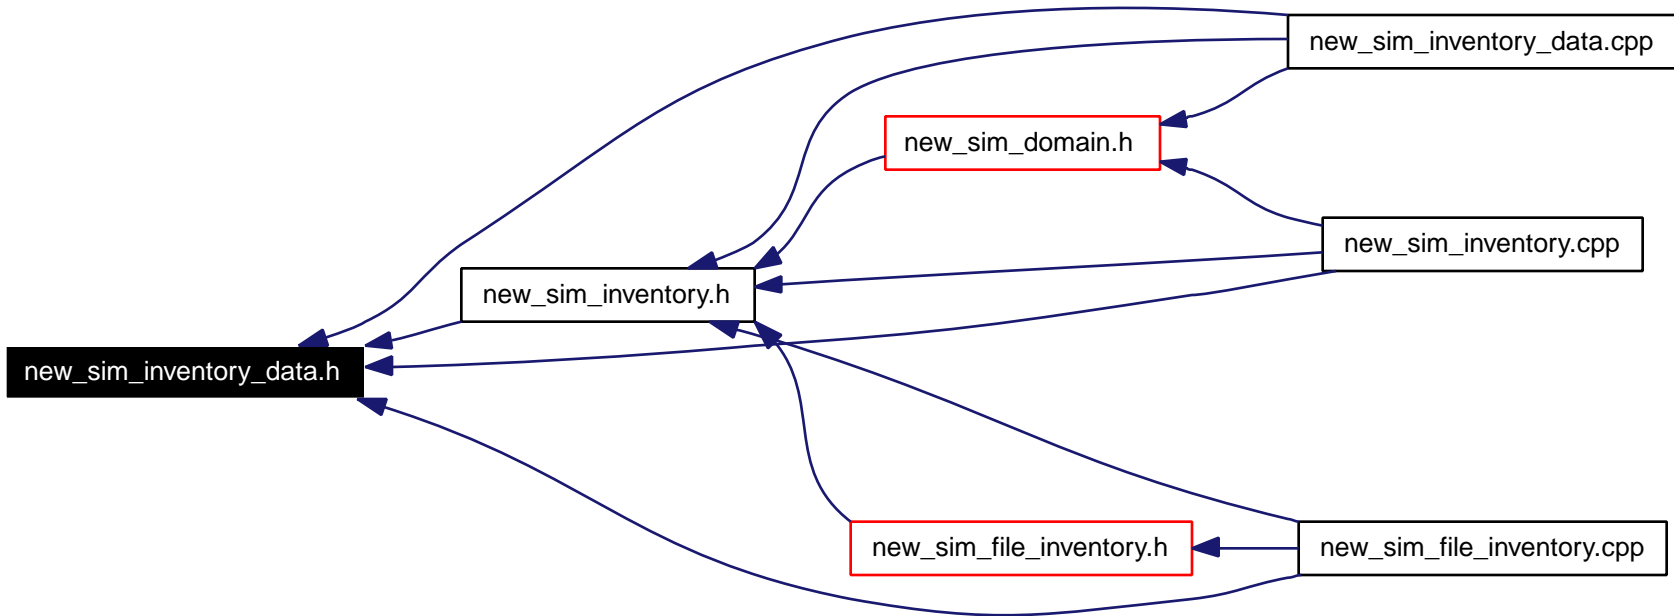 new_sim_inventory_data.cpp
new_sim_domain.h
new_sim_inventory.cpp
new_sim_inventory.h
new_sim_inventory_data.h
new_sim_file_inventory.h
new_sim_file_inventory.cpp